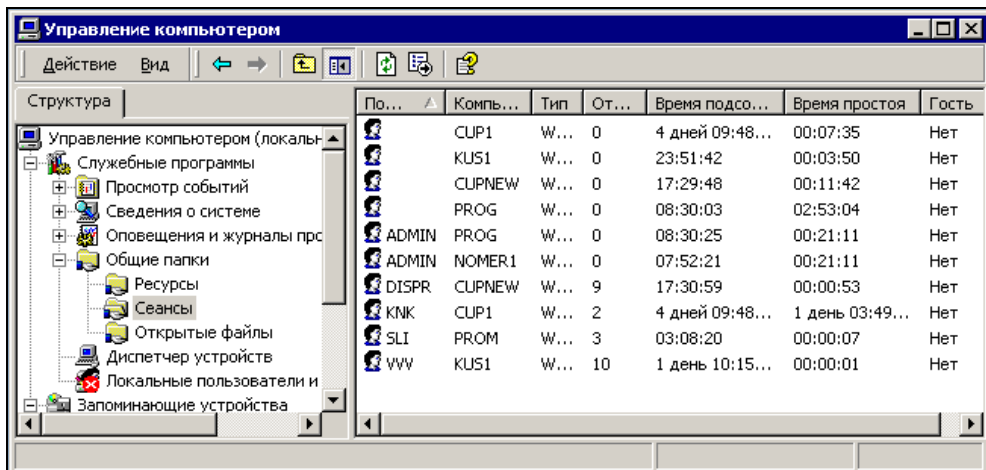 Управление компьютером
Действие Вид
Структура
Управление компьютером (локальн
Служебные программы
Просмотр событий
Сведения о системе
Оповещения и журналы прс
Общие папки
Ресурсы
Сеансы
Открытые файлы
Диспетчер устройств
Локальные пользователи и
Запоминающие устройства
По... Компь... Тип От... Время подсо... Время простоя Гость
CUP1 W... 0 4 дней 09:48... 00:07:35 Нет
KUS1 W... 0 23:51:42 00:03:50 Нет
CUPNEW W... 0 17:29:48 00:11:42 Нет
PROG W... 0 08:30:03 02:53:04 Нет
ADMIN PROG W... 0 08:30:25 00:21:11 Нет
ADMIN NOMER1 W... 0 07:52:21 00:21:11 Нет
DISPR CUPNEW W... 9 17:30:59 00:00:53 Нет
KNK CUP1 W... 2 4 дней 09:48... 1 день 03:49... Нет
SLI PROM W... 3 03:08:20 00:00:07 Нет
VVV KUS1 W... 10 1 день 10:15... 00:00:01 Нет